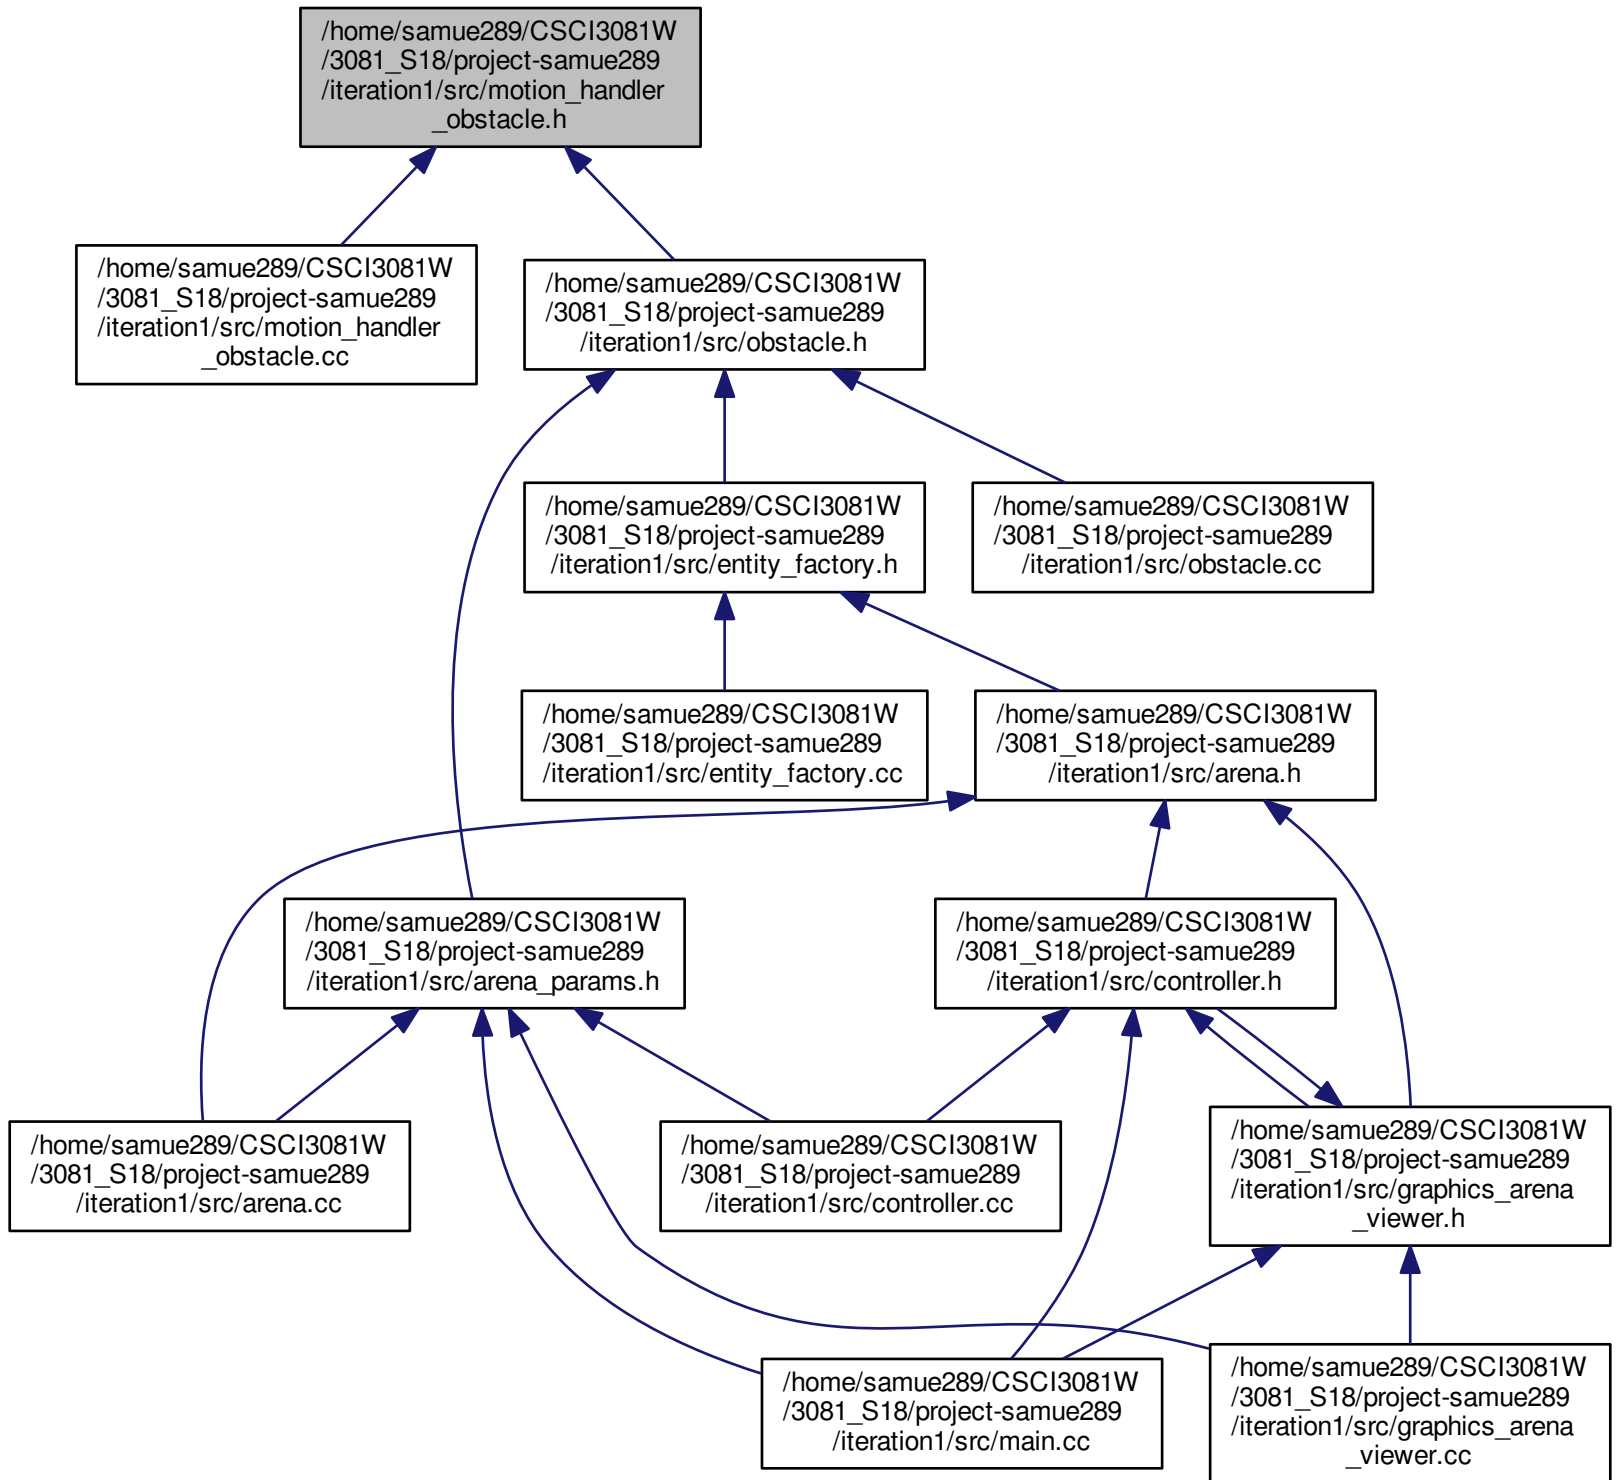 /home/samue289/CSCI3081W
/3081_S18/project-samue289
/iteration1/src/motion_handler
_obstacle.h
/home/samue289/CSCI3081W
/3081_S18/project-samue289
/iteration1/src/motion_handler
_obstacle.cc
/home/samue289/CSCI3081W
/3081_S18/project-samue289
/iteration1/src/obstacle.h
/home/samue289/CSCI3081W
/3081_S18/project-samue289
/iteration1/src/entity_factory.h
/home/samue289/CSCI3081W
/3081_S18/project-samue289
/iteration1/src/obstacle.cc
/home/samue289/CSCI3081W
/3081_S18/project-samue289
/iteration1/src/entity_factory.cc
/home/samue289/CSCI3081W
/3081_S18/project-samue289
/iteration1/src/arena.h
/home/samue289/CSCI3081W
/3081_S18/project-samue289
/iteration1/src/arena_params.h
/home/samue289/CSCI3081W
/3081_S18/project-samue289
/iteration1/src/controller.h
/home/samue289/CSCI3081W
/3081_S18/project-samue289
/iteration1/src/arena.cc
/home/samue289/CSCI3081W
/3081_S18/project-samue289
/iteration1/src/controller.cc
/home/samue289/CSCI3081W
/3081_S18/project-samue289
/iteration1/src/graphics_arena
_viewer.h
/home/samue289/CSCI3081W
/3081_S18/project-samue289
/iteration1/src/main.cc
/home/samue289/CSCI3081W
/3081_S18/project-samue289
/iteration1/src/graphics_arena
_viewer.cc